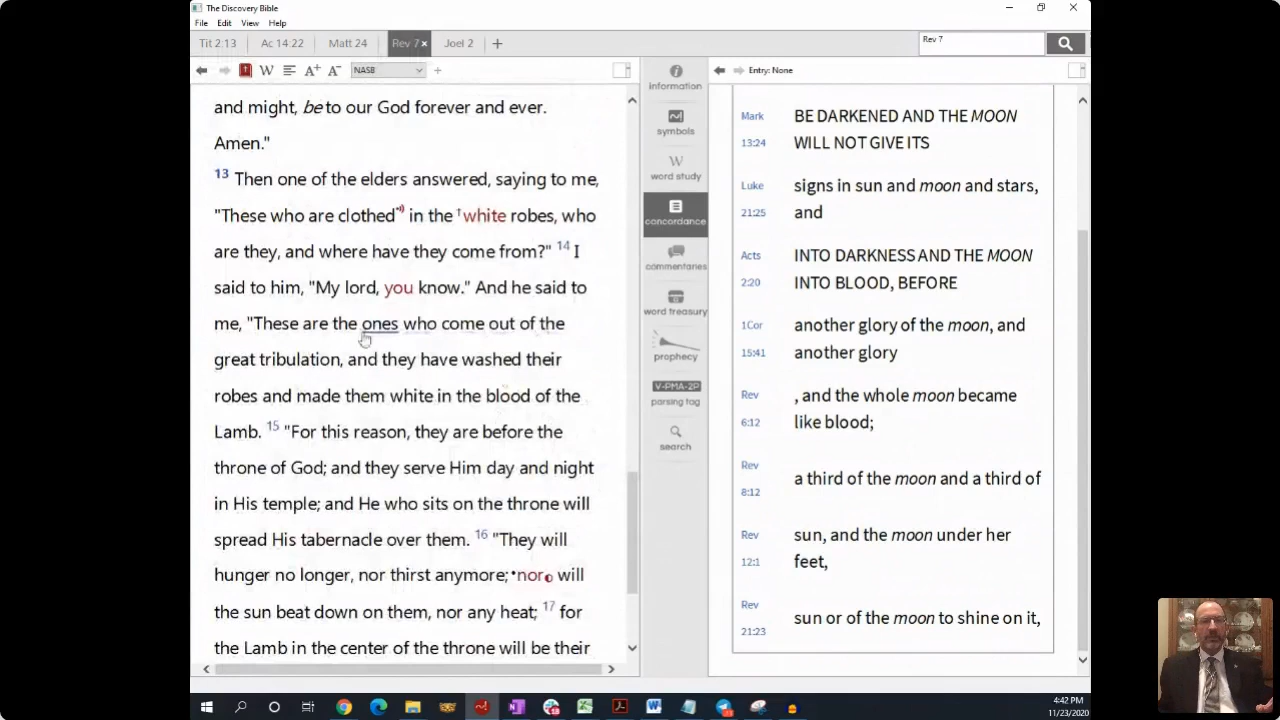 The Discovery Bible
File Edit View Help
Tit 2:13 Ac 14:22 Matt 24 Rev 7 × Joel 2 +
Rev 7
W A+ A- NASB +
Entry: None
and might, be to our God forever and ever.
Amen."
13 Then one of the elders answered, saying to me,
"These who are clothed in the †white robes, who
are they, and where have they come from?" 14 I
said to him, "My lord, you know." And he said to
me, "These are the ones who come out of the
great tribulation, and they have washed their
robes and made them white in the blood of the
Lamb. 15 "For this reason, they are before the
throne of God; and they serve Him day and night
in His temple; and He who sits on the throne will
spread His tabernacle over them. 16 "They will
hunger no longer, nor thirst anymore; •nor will
the sun beat down on them, nor any heat; 17 for
the Lamb in the center of the throne will be their
information
symbols
W
word study
concordance
commentaries
word treasury
prophecy
V-PMA-2P
parsing tag
search
Mark BE DARKENED AND THE MOON
13:24 WILL NOT GIVE ITS
Luke signs in sun and moon and stars,
21:25 and
Acts INTO DARKNESS AND THE MOON
2:20 INTO BLOOD, BEFORE
1Cor another glory of the moon, and
15:41 another glory
Rev , and the whole moon became
6:12 like blood;
Rev
8:12 a third of the moon and a third of
Rev sun, and the moon under her
12:1 feet,
Rev
21:23 sun or of the moon to shine on it,
4:42 PM
11/23/2020